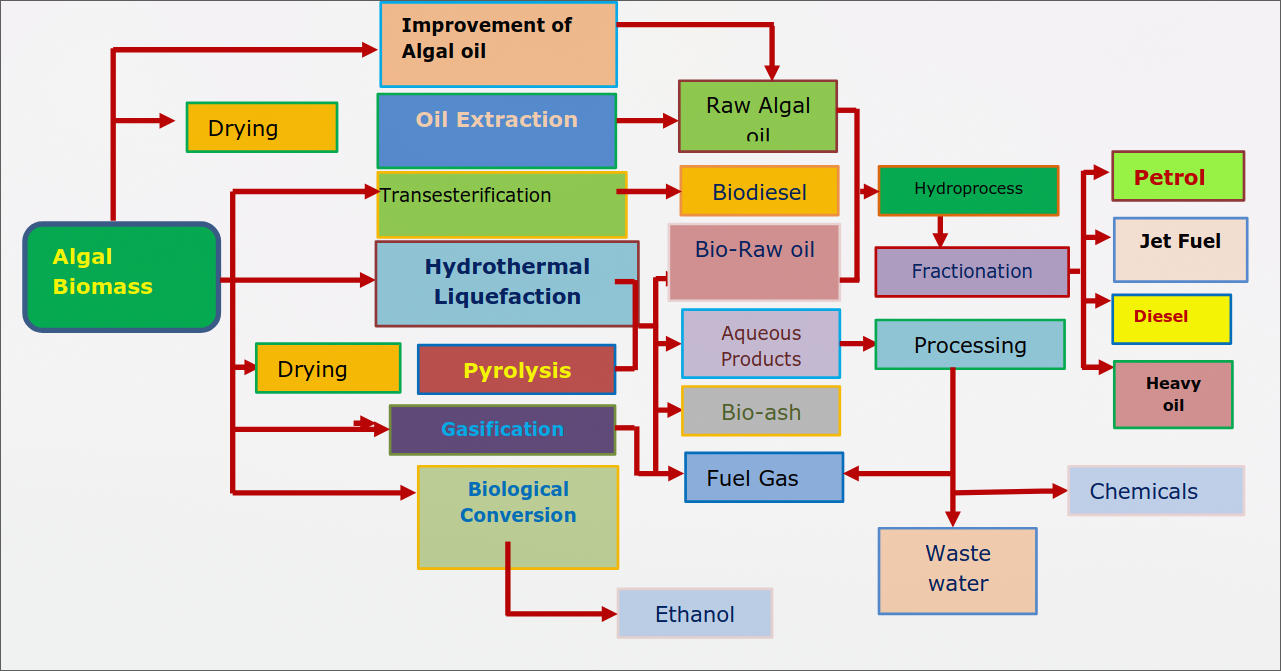 Improvement of
Algal oil
Drying
Oil Extraction
Raw Algal
oil
Transesterification
Biodiesel
Hydroprocess
Petrol
Algal
Biomass
Hydrothermal
Liquefaction
Bio-Raw oil
Fractionation
Jet Fuel
Drying
Pyrolysis
Aqueous
Products
Processing
Diesel
Gasification
Bio-ash
Heavy
oil
Biological
Conversion
Fuel Gas
Chemicals
Waste
water
Ethanol